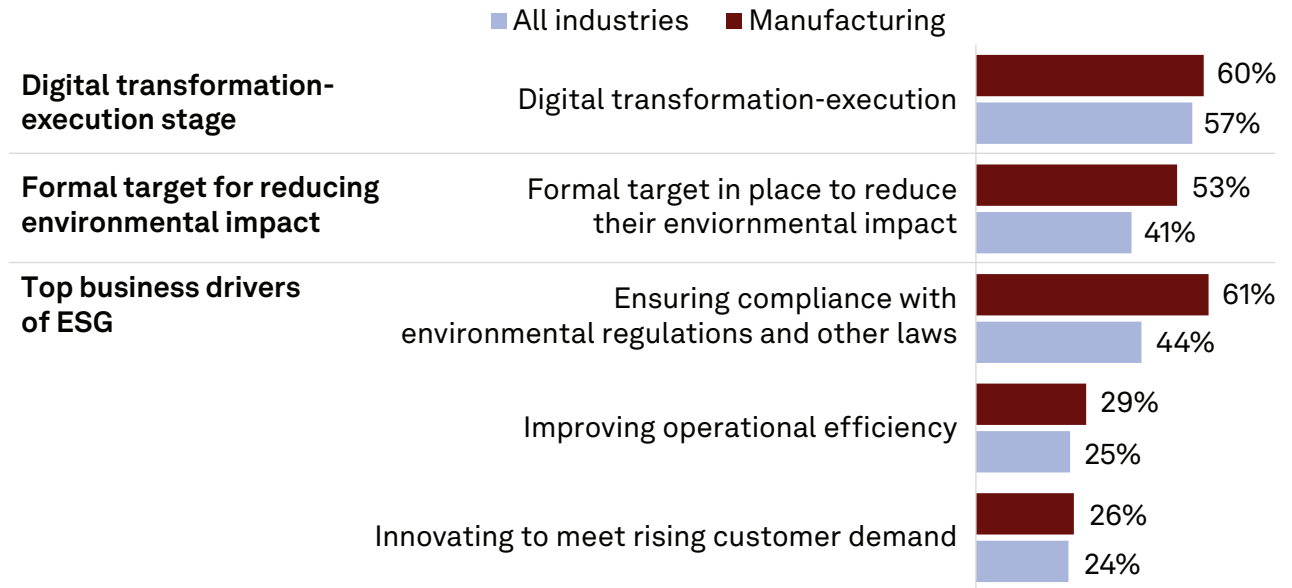 All industries Manufacturing
Digital transformation-
execution stage
Digital transformation-execution
60%
57%
Formal target for reducing
environmental impact
Formal target in place to reduce
their enviornmental impact
53%
41%
Top business drivers
of ESG
Ensuring compliance with
environmental regulations and other laws
61%
44%
Improving operational efficiency
29%
25%
Innovating to meet rising customer demand
26%
24%